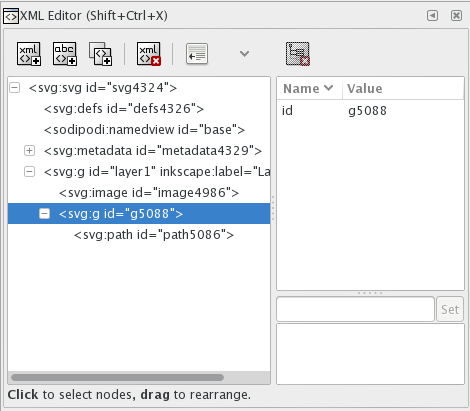 XML Editor (Shift+Ctrl+X)
xml abc xml
<svg:svg id="svg4324">
<svg:defs id="defs4326">
<sodipodi:namedview id="base">
<svg:metadata id="metadata4329">
<svg:g id="layer1" inkscape:label="La
<svg:image id="image4986">
<svg:g id="g5088">
<svg:path id="path5086">
Name Value
id g5088
Set
Click to select nodes, drag to rearrange.